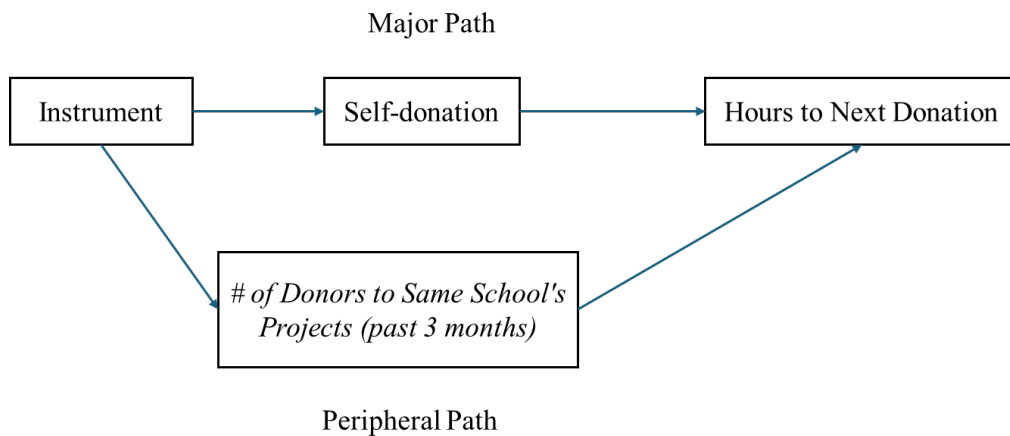 Major Path
Instrument
Self-donation
Hours to Next Donation
# of Donors to Same School's
Projects (past 3 months)
Peripheral Path